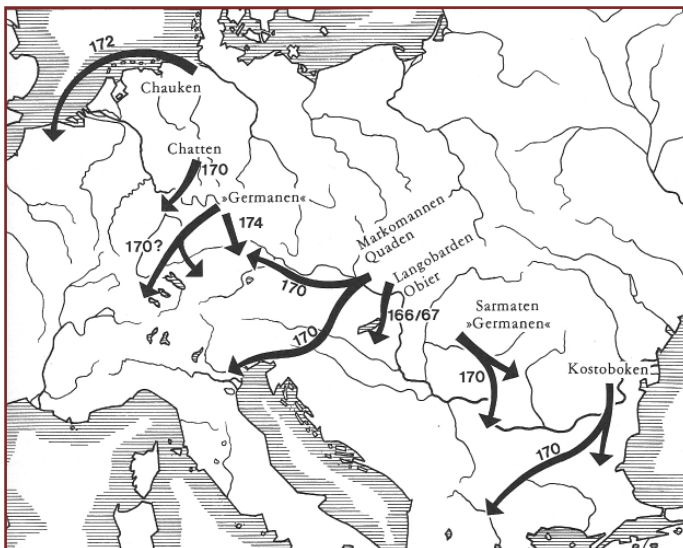 172
Chauken
Chatten
170
»Germanen«
174
170?
Markomannen
Quaden
Langobarden
Obier
170
166/67
170
Sarmaten
»Germanen«
170
Kostoboken
170